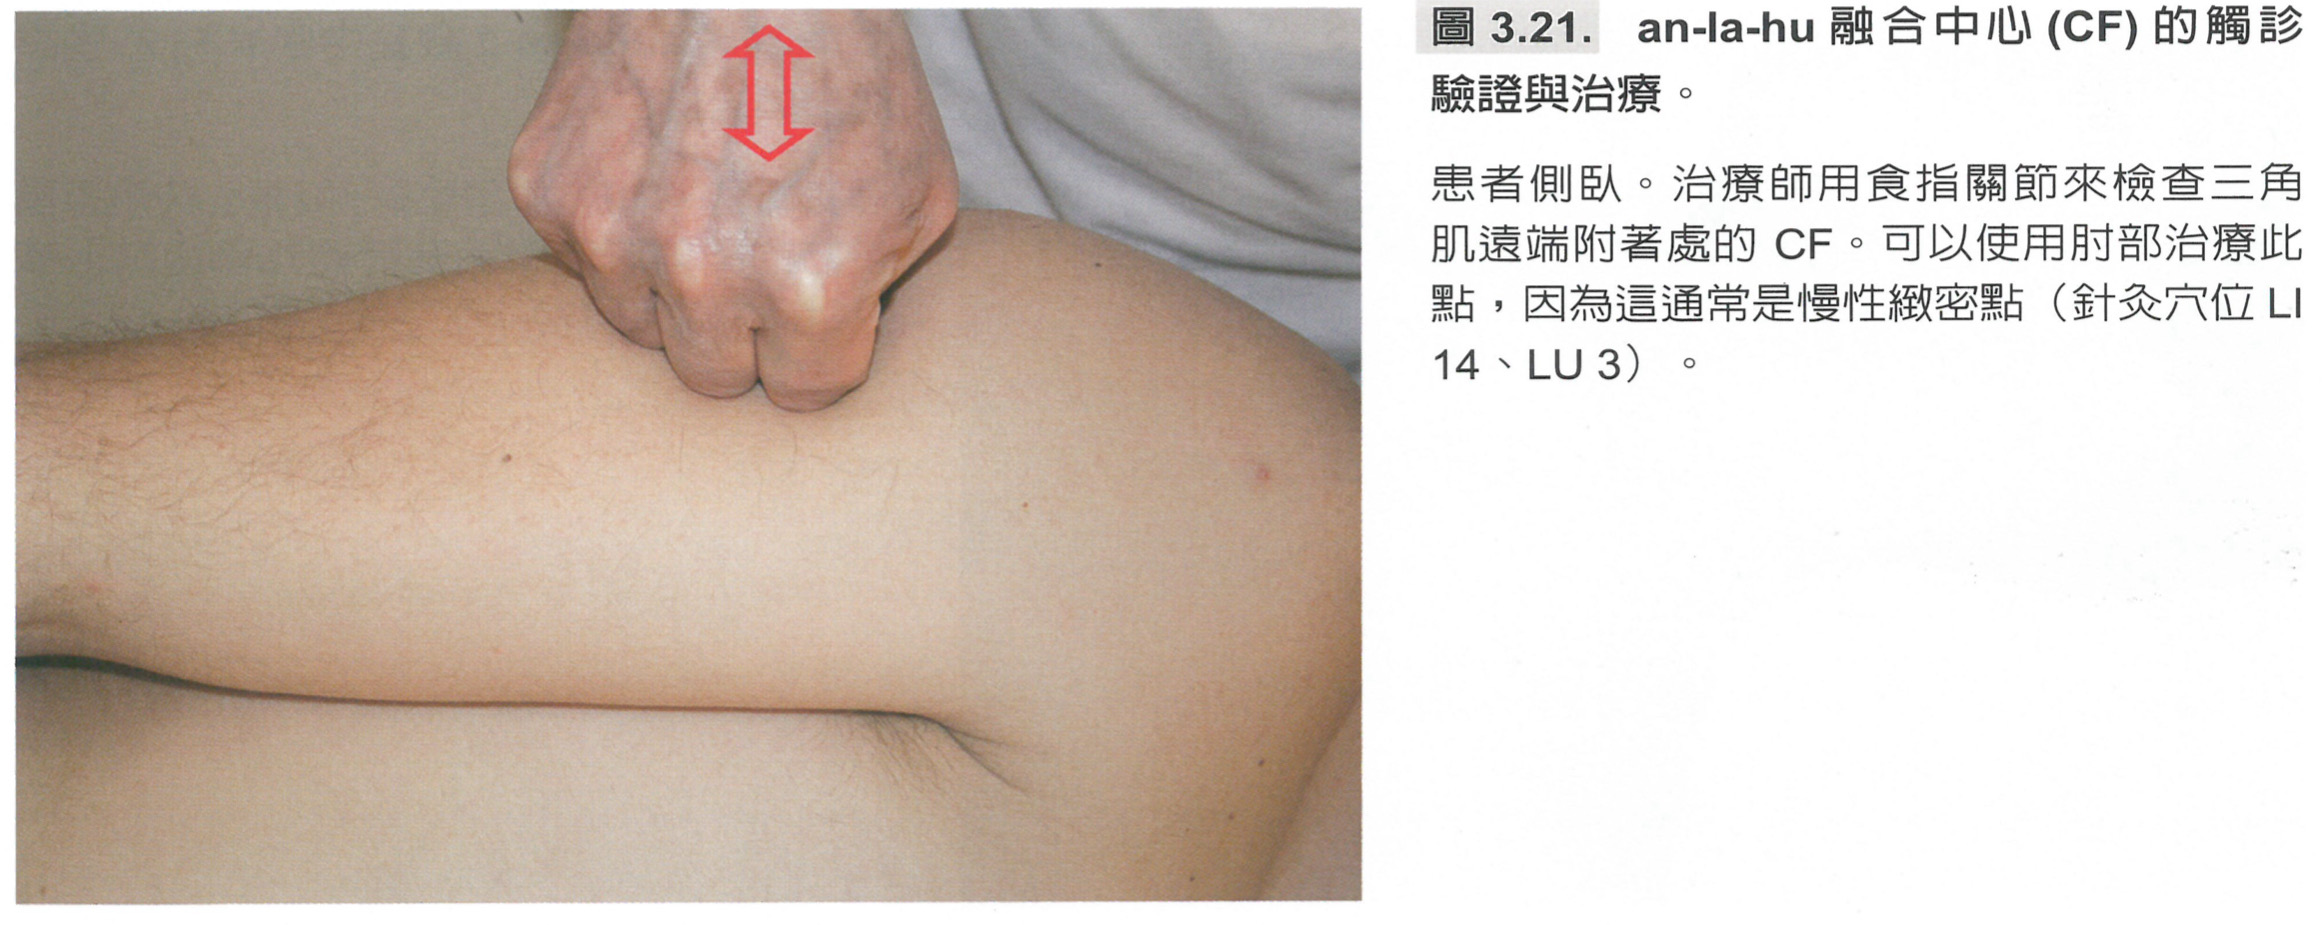 圖 3.21. an-la-hu 融合中心 (CF) 的觸診
驗證與治療。
患者側臥。治療師用食指關節來檢查三角
肌遠端附著處的 CF。可以使用肘部治療此
點，因為這通常是慢性緻密點（針灸穴位 LI
14、LU 3）。